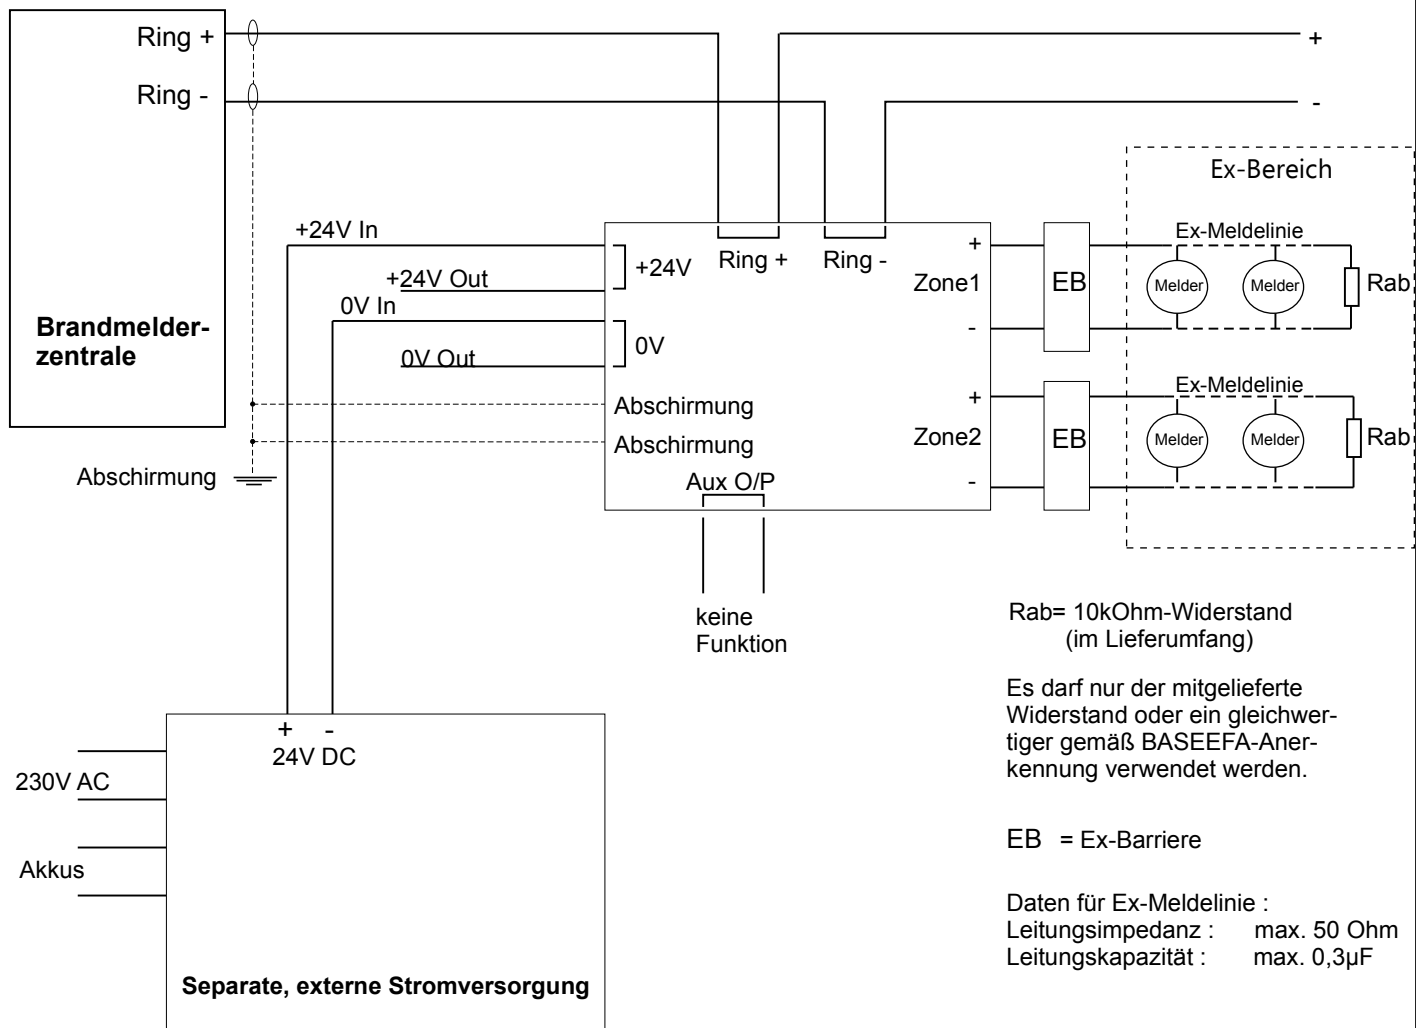 Ring +
+
Ring -
-
Ex-Bereich
+24V In
Ex-Meldelinie
+
Ring +
Ring -
+24V
+24V Out
Zone1
EB
Melder
Melder
Rab
0V In
-
Brandmelder-
zentrale
0V
0V Out
Ex-Meldelinie
Abschirmung
+
Zone2
EB
Melder
Melder
Rab
Abschirmung
Abschirmung
Aux O/P
-
keine
Funktion
Rab= 10kOhm-Widerstand
(im Lieferumfang)
Es darf nur der mitgelieferte
Widerstand oder ein gleichwer-
tiger gemäß BASEEFA-Aner-
kennung verwendet werden.
+ -
24V DC
230V AC
Akkus
EB = Ex-Barriere
Daten für Ex-Meldelinie :
Leitungsimpedanz : max. 50 Ohm
Leitungskapazität : max. 0,3µF
Separate, externe Stromversorgung